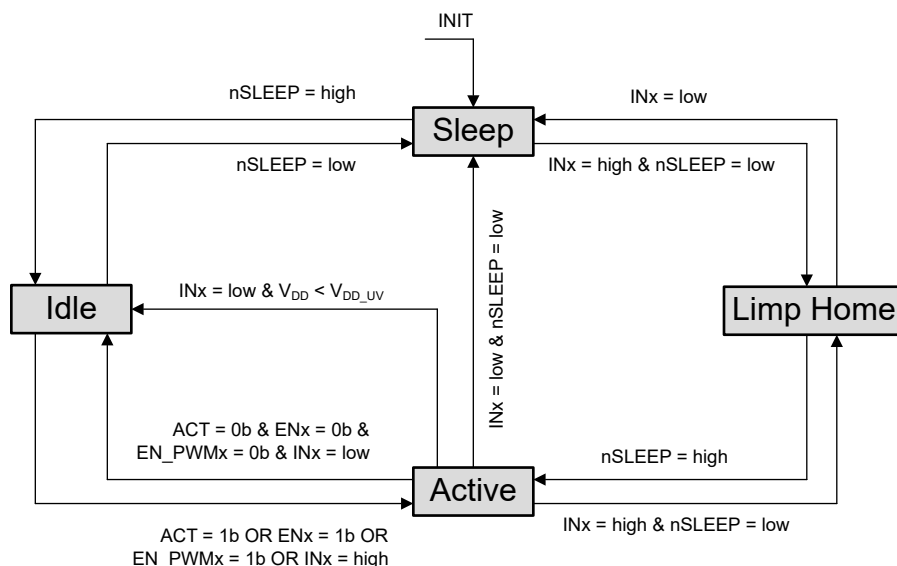 INIT
nSLEEP = high
INx = low
Sleep
nSLEEP = low
INx = high & nSLEEP = low
INx = low & nSLEEP = low
INx = low & VDD < VDD_UV
Idle
Limp Home
ACT = 0b & ENx = 0b &
EN_PWMx = 0b & INx = low
nSLEEP = high
Active
INx = high & nSLEEP = low
ACT = 1b OR ENx = 1b OR
EN_PWMx = 1b OR INx = high